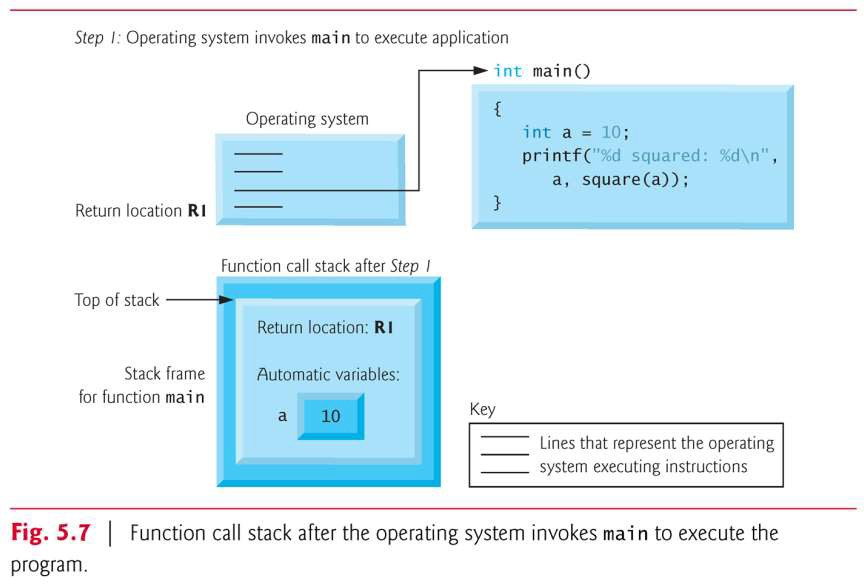 Step 1: Operating system invokes main to execute application
int main()
{
int a = 10;
printf("%d squared: %d\n",
a, square(a));
}
Operating system
Return location R1
Function call stack after Step 1
Top of stack
Return location: R1
Stack frame
for function main
Automatic variables:
a 10
Key
Lines that represent the operating
system executing instructions
Fig. 5.7 | Function call stack after the operating system invokes main to execute the
program.